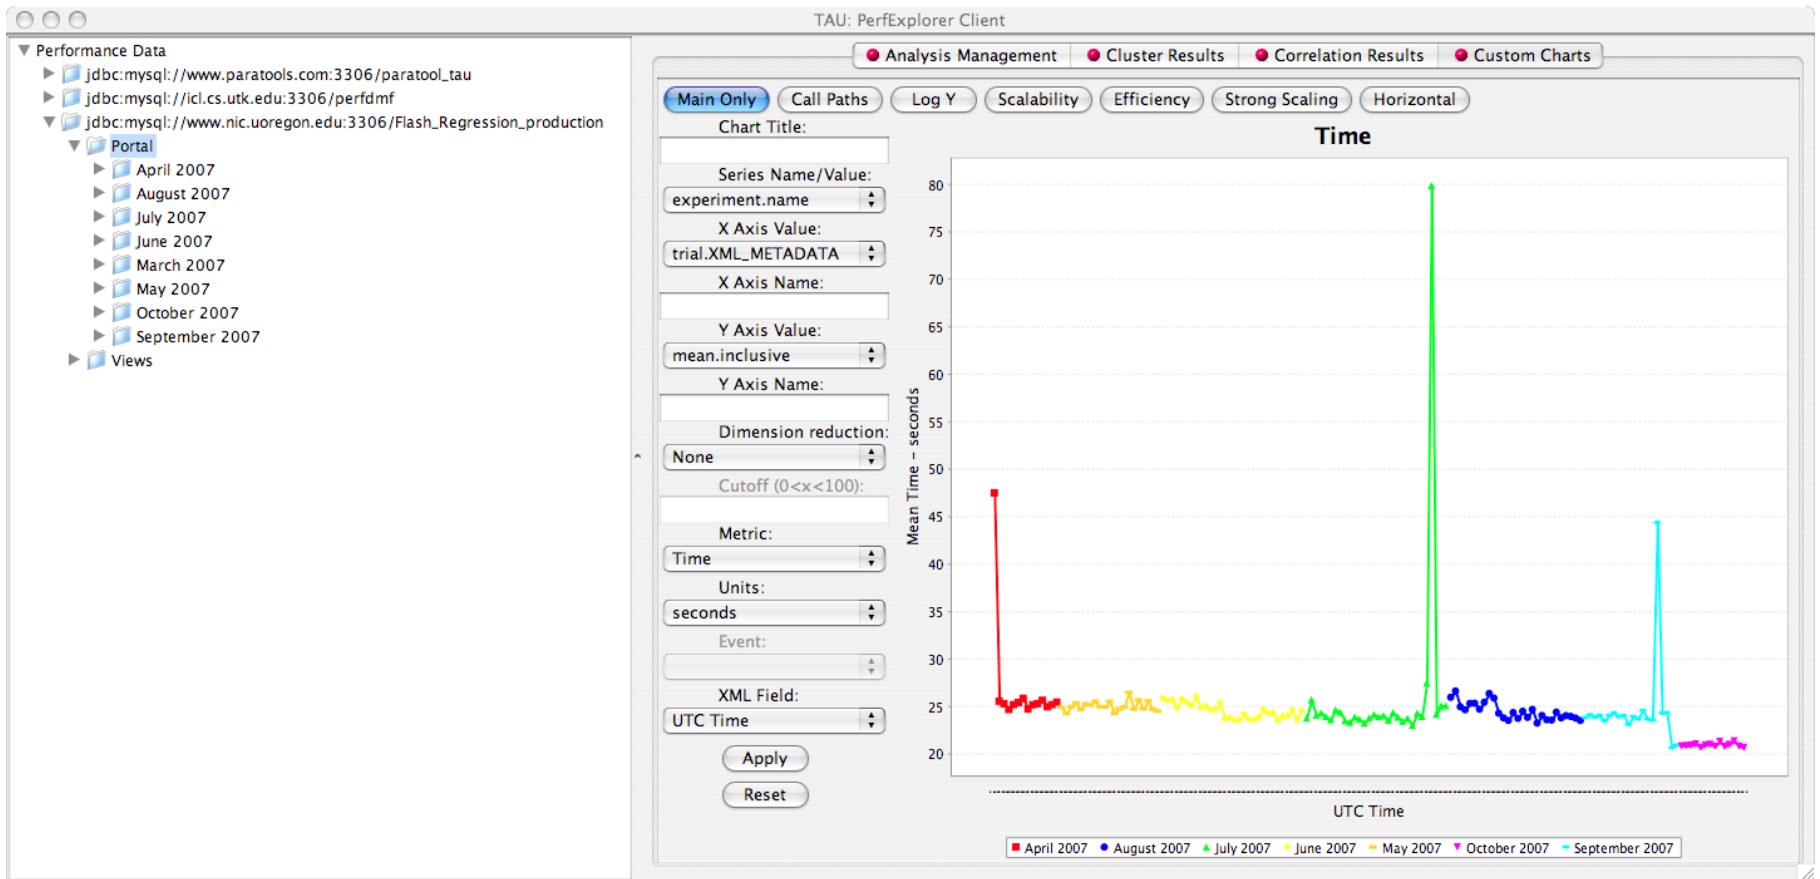 TAU: PerfExplorer Client
Performance Data
jdbc:mysql://www.paratools.com:3306/paratool_tau
jdbc:mysql://icl.cs.utk.edu:3306/perfdmf
jdbc:mysql://www.nic.uoregon.edu:3306/Flash_Regression_production
Portal
April 2007
August 2007
July 2007
June 2007
March 2007
May 2007
October 2007
September 2007
Views
Analysis Management Cluster Results Correlation Results Custom Charts
Main Only Call Paths Log Y Scalability Efficiency Strong Scaling Horizontal
Chart Title:
Series Name/Value:
experiment.name
X Axis Value:
trial.XML_METADATA
X Axis Name:
Y Axis Value:
mean.inclusive
Y Axis Name:
Dimension reduction:
None
Cutoff (0<x<100):
Metric:
Time
Units:
seconds
Event:
XML Field:
UTC Time
Apply
Reset
Time
80
75
70
65
60
55
50
45
40
35
30
25
20
Mean Time - seconds
UTC Time
April 2007 August 2007 July 2007 June 2007 May 2007 October 2007 September 2007